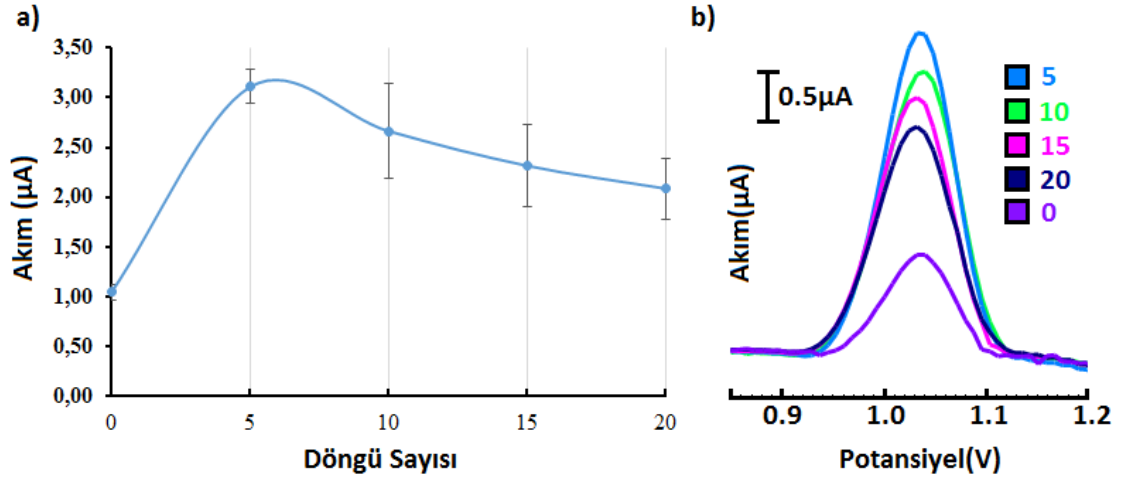 a)
3,50
3,00
2,50
2,00
1,50
1,00
0,50
0,00
0 5 10 15 20
Akım (µA)
Döngü Sayısı
b)
0.5µA
5
10
15
20
0
Akım(µA)
0.9 1.0 1.1 1.2
Potansiyel(V)